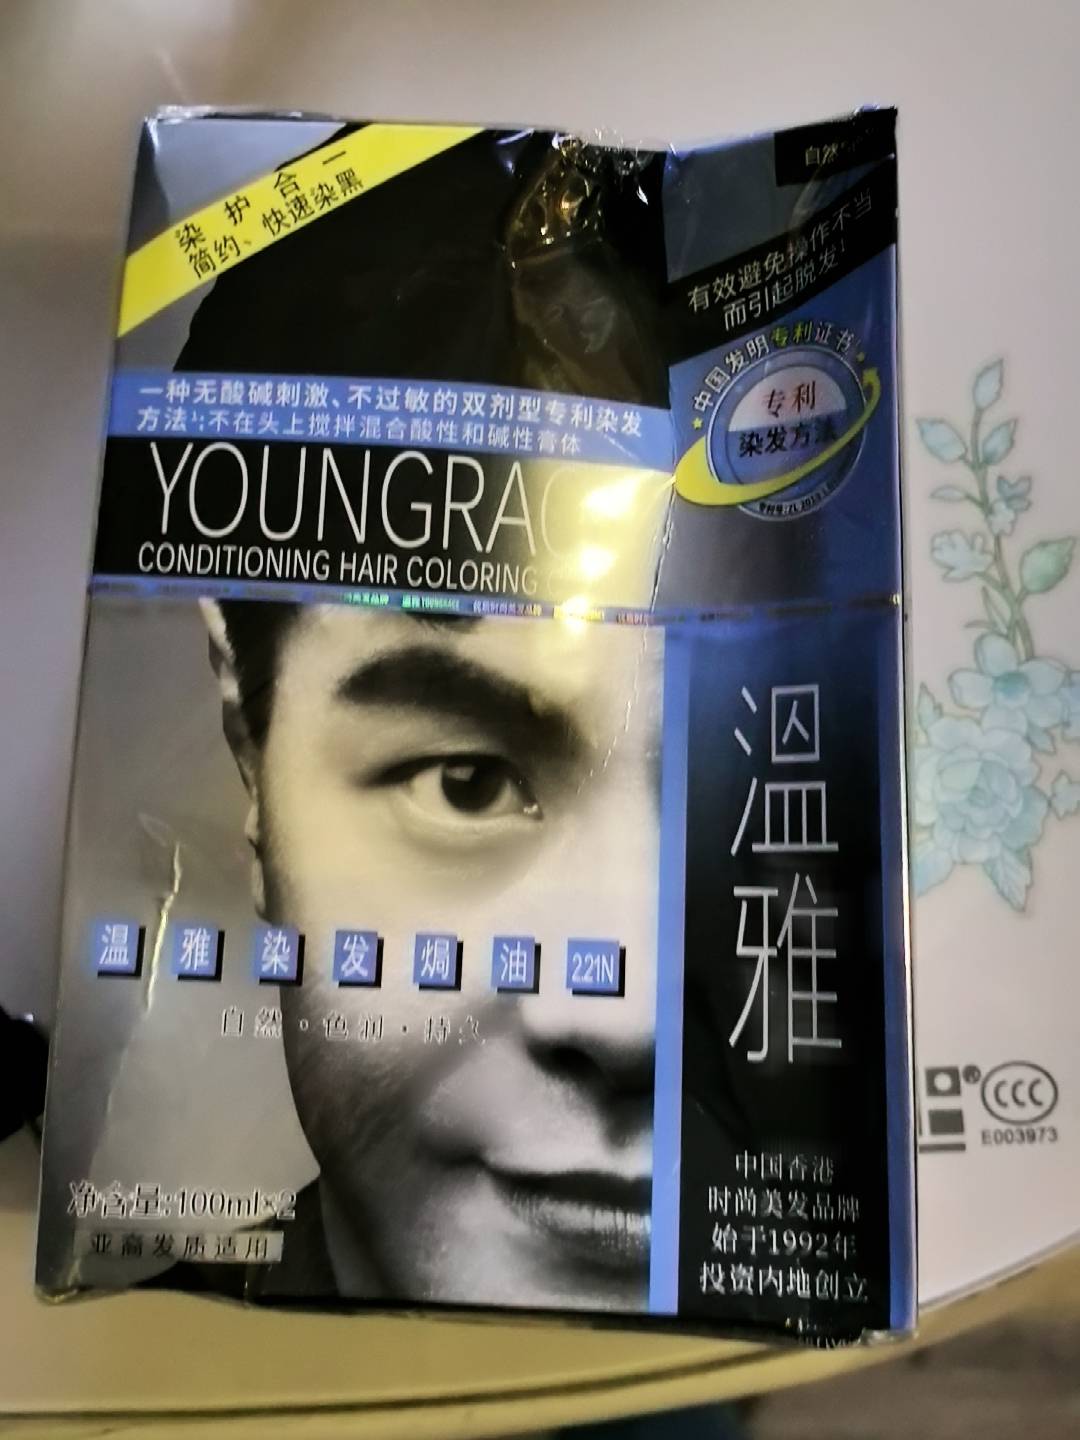 染护合一
简约、快速染黑
自然
有效避免操作不当
而引起脱发!
中国发明专利证书
专利
染发方法
一种无酸碱刺激、不过敏的双剂型专利染发
方法:不在头上搅拌混合酸性和碱性膏体
YOUNGRAC
CONDITIONING HAIR COLORING
溫雅
温雅染发焗油 2.21N
自然·色润·持久
净含量:100ml×2
亚裔发质适用
中国香港
时尚美发品牌
始于1992年
投资内地创立
®
CCC
E003973